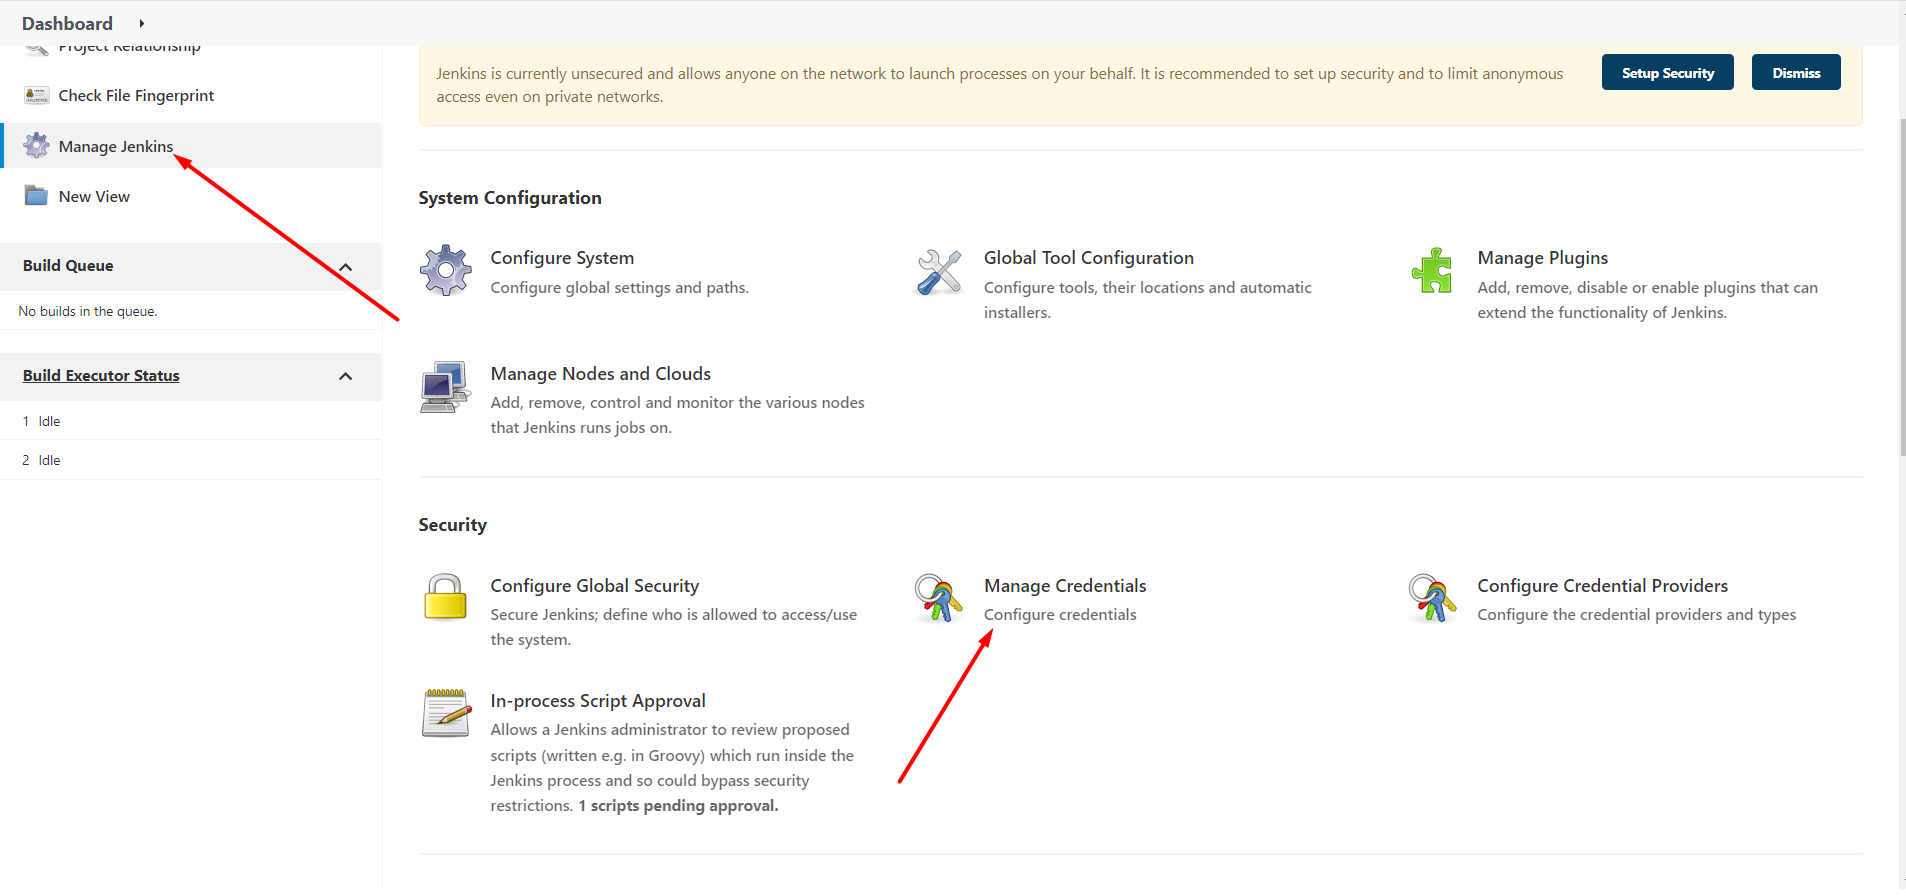 Dashboard
Project Relationship
Check File Fingerprint
Manage Jenkins
New View
Build Queue
No builds in the queue.
Build Executor Status
1 Idle
2 Idle
Jenkins is currently unsecured and allows anyone on the network to launch processes on your behalf. It is recommended to set up security and to limit anonymous
access even on private networks.
Setup Security
Dismiss
System Configuration
Configure System
Configure global settings and paths.
Global Tool Configuration
Configure tools, their locations and automatic
installers.
Manage Plugins
Add, remove, disable or enable plugins that can
extend the functionality of Jenkins.
Manage Nodes and Clouds
Add, remove, control and monitor the various nodes
that Jenkins runs jobs on.
Security
Configure Global Security
Secure Jenkins; define who is allowed to access/use
the system.
Manage Credentials
Configure credentials
Configure Credential Providers
Configure the credential providers and types
In-process Script Approval
Allows a Jenkins administrator to review proposed
scripts (written e.g. in Groovy) which run inside the
Jenkins process and so could bypass security
restrictions. 1 scripts pending approval.